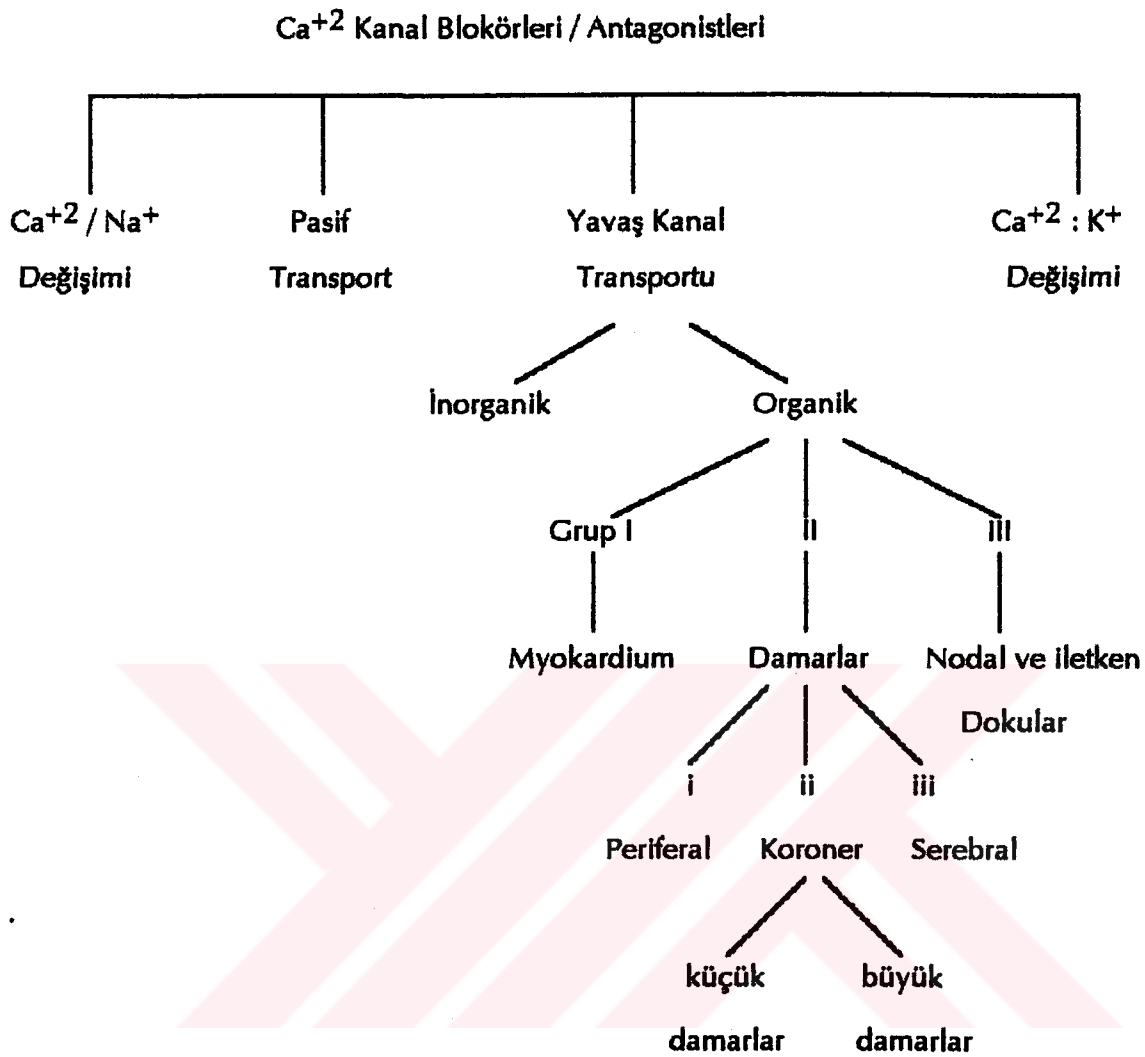 Ca+2 Kanal Blokörleri / Antagonistleri
Ca+2 / Na+ Pasif Yavaş Kanal Ca+2 : K+
Değişimi Transport Transportu Değişimi
İnorganik Organik
Grup I II III
Myokardium Damarlar Nodal ve iletken
Dokular
i ii iii
Periferal Koroner Serebral
küçük büyük
damarlar damarlar